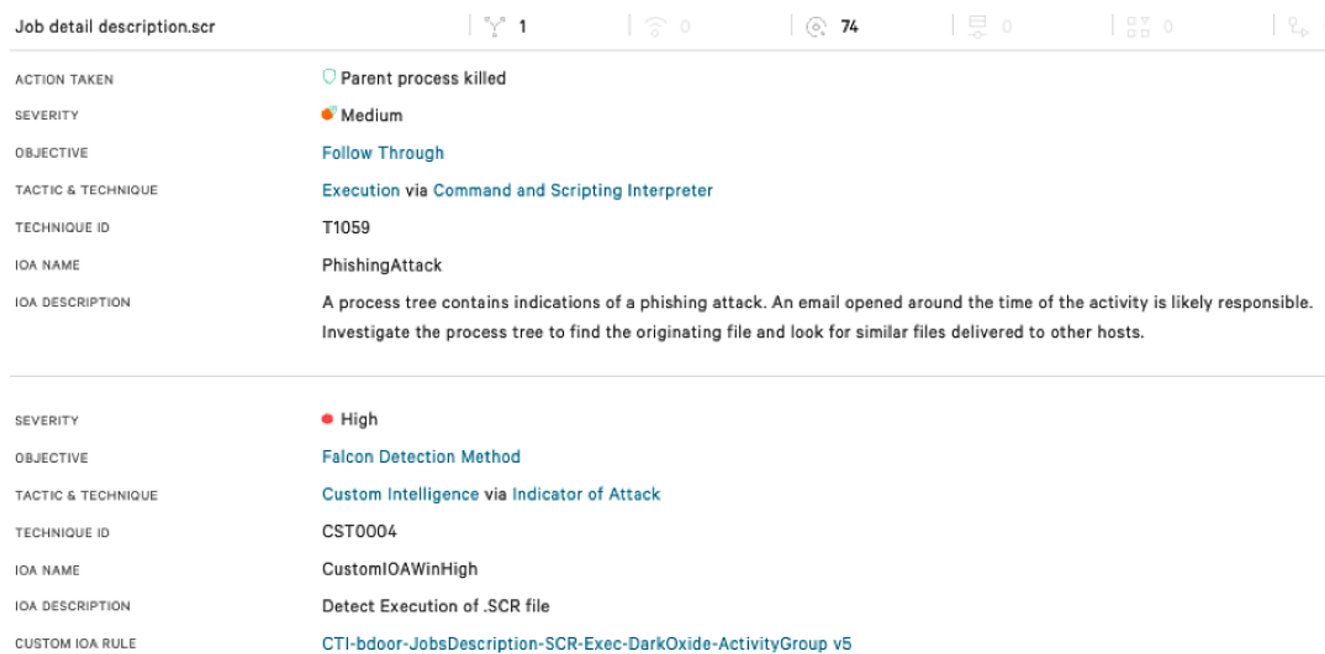 Job detail description.scr 1 0 74 0 0
ACTION TAKEN Parent process killed
SEVERITY Medium
OBJECTIVE Follow Through
TACTIC & TECHNIQUE Execution via Command and Scripting Interpreter
TECHNIQUE ID T1059
IOA NAME PhishingAttack
IOA DESCRIPTION A process tree contains indications of a phishing attack. An email opened around the time of the activity is likely responsible.
Investigate the process tree to find the originating file and look for similar files delivered to other hosts.
SEVERITY High
OBJECTIVE Falcon Detection Method
TACTIC & TECHNIQUE Custom Intelligence via Indicator of Attack
TECHNIQUE ID CST0004
IOA NAME CustomIOAWinHigh
IOA DESCRIPTION Detect Execution of .SCR file
CUSTOM IOA RULE CTI-bdoor-JobsDescription-SCR-Exec-DarkOxide-ActivityGroup v5